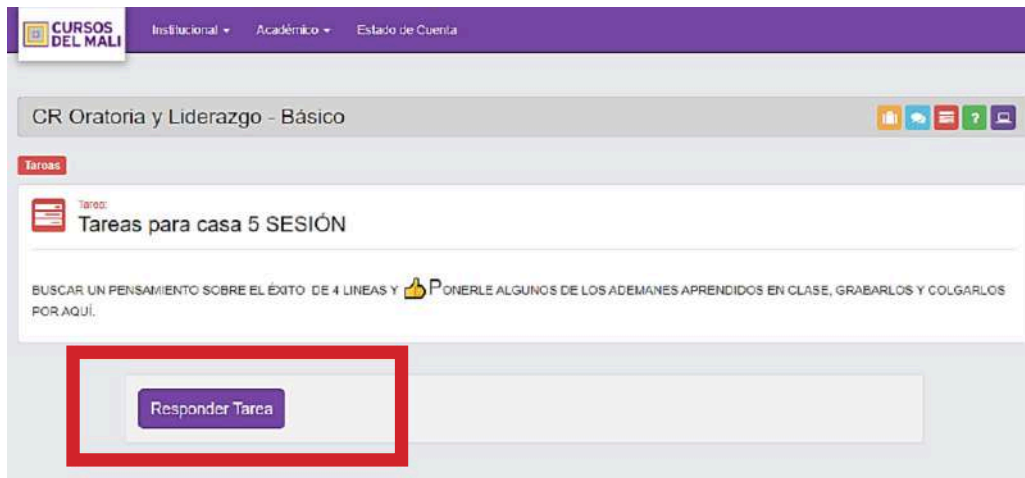 CURSOS
DEL MALI
Institucional
Académico
Estado de Cuenta
CR Oratoria y Liderazgo - Básico
?
Tareas
Tarea:
Tareas para casa 5 SESIÓN
BUSCAR UN PENSAMIENTO SOBRE EL ÉXITO DE 4 LINEAS Y PONERLE ALGUNOS DE LOS ADEMANES APRENDIDOS EN CLASE, GRABARLOS Y COLGARLOS
POR AQUÍ.
Responder Tarea